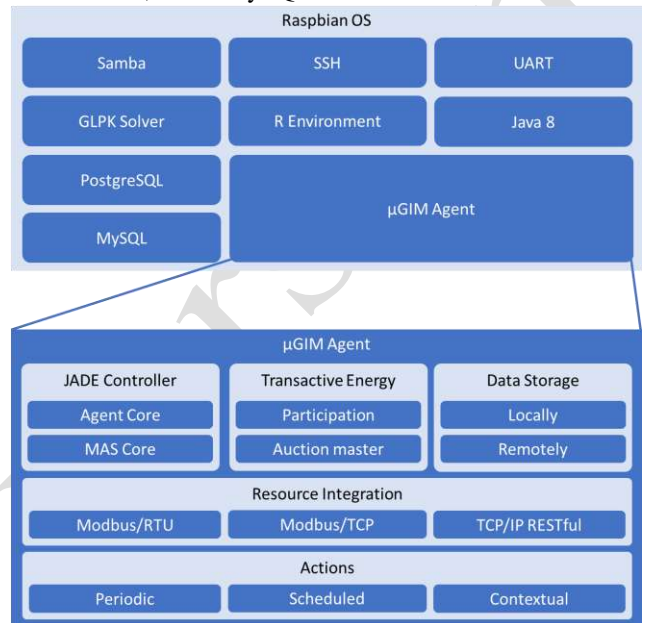 Raspbian OS
Samba
SSH
UART
GLPK Solver
R Environment
Java 8
PostgreSQL
µGIM Agent
MySQL
µGIM Agent
JADE Controller
Transactive Energy
Data Storage
Agent Core
Participation
Locally
MAS Core
Auction master
Remotely
Resource Integration
Modbus/RTU
Modbus/TCP
TCP/IP RESTful
Actions
Periodic
Scheduled
Contextual